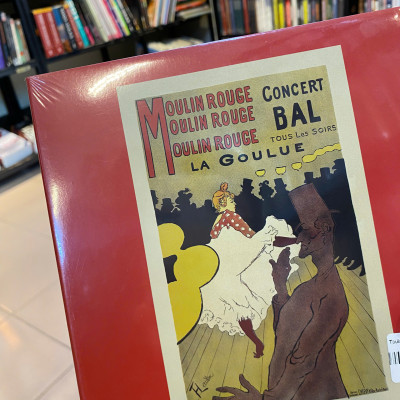 MOULIN ROUGE CONCERT
MOULIN ROUGE BAL
MOULIN ROUGE TOUS LES SOIRS
LA GOULUE